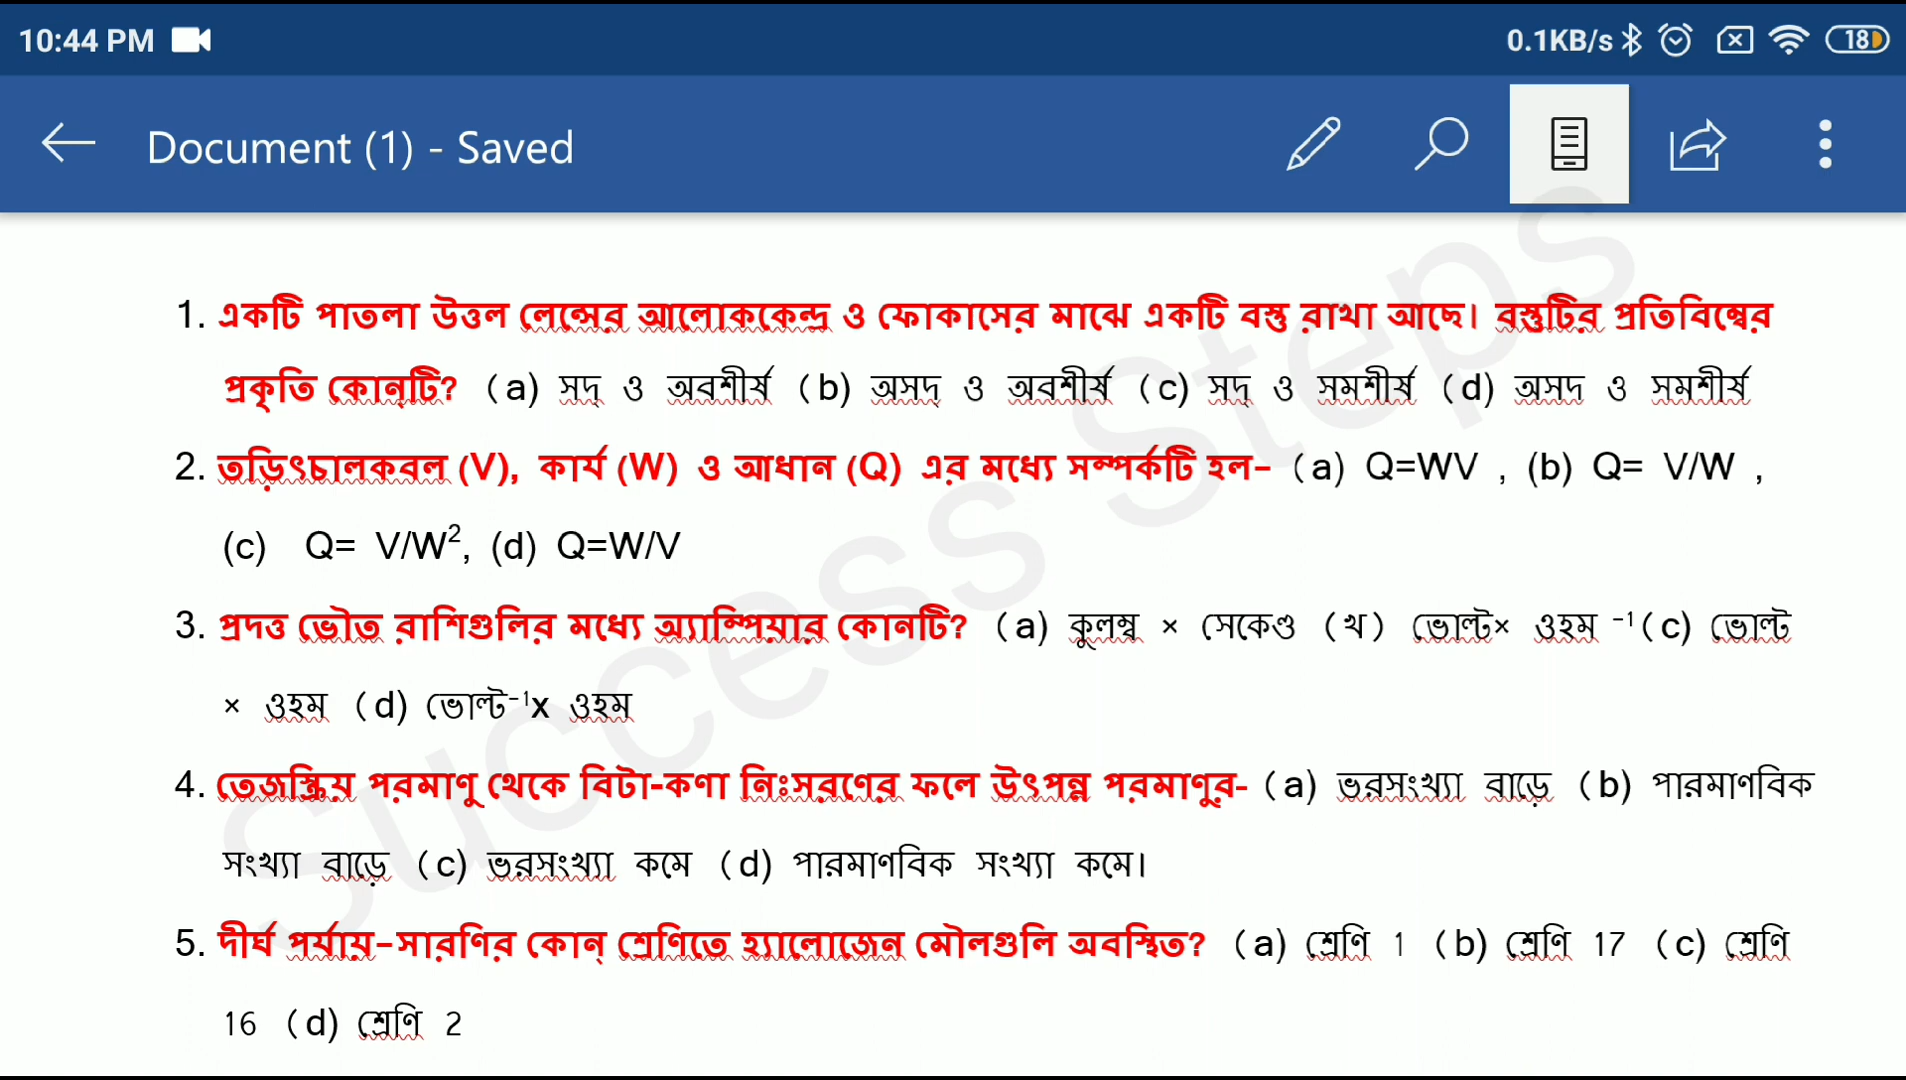 10:44 PM 0.1KB/s 18
Document (1) - Saved
1. একটি পাতলা উত্তল লেন্সের আলোককেন্দ্র ও ফোকাসের মাঝে একটি বস্তু রাখা আছে। বস্তুটির প্রতিবিম্বের
প্রকৃতি কোন্‌টি? (a) সদ্ ও অবশীর্ষ (b) অসদ্ ও অবশীর্ষ (c) সদ্ ও সমশীর্ষ (d) অসদ ও সমশীর্ষ
2. তড়িৎচালকবল (V), কার্য (W) ও আধান (Q) এর মধ্যে সম্পর্কটি হল– (a) Q=WV , (b) Q= V/W ,
(c) Q= V/W², (d) Q=W/V
3. প্রদত্ত ভৌত রাশিগুলির মধ্যে অ্যাম্পিয়ার কোনটি? (a) কুলম্ব × সেকেণ্ড (খ) ভোল্ট× ওহম ⁻¹(c) ভোল্ট
× ওহম (d) ভোল্ট⁻¹x ওহম
4. তেজস্ক্রিয় পরমাণু থেকে বিটা-কণা নিঃসরণের ফলে উৎপন্ন পরমাণুর- (a) ভরসংখ্যা বাড়ে (b) পারমাণবিক
সংখ্যা বাড়ে (c) ভরসংখ্যা কমে (d) পারমাণবিক সংখ্যা কমে।
5. দীর্ঘ পর্যায়–সারণির কোন্ শ্রেণিতে হ্যালোজেন মৌলগুলি অবস্থিত? (a) শ্রেণি 1 (b) শ্রেণি 17 (c) শ্রেণি
16 (d) শ্রেণি 2
Success Steps